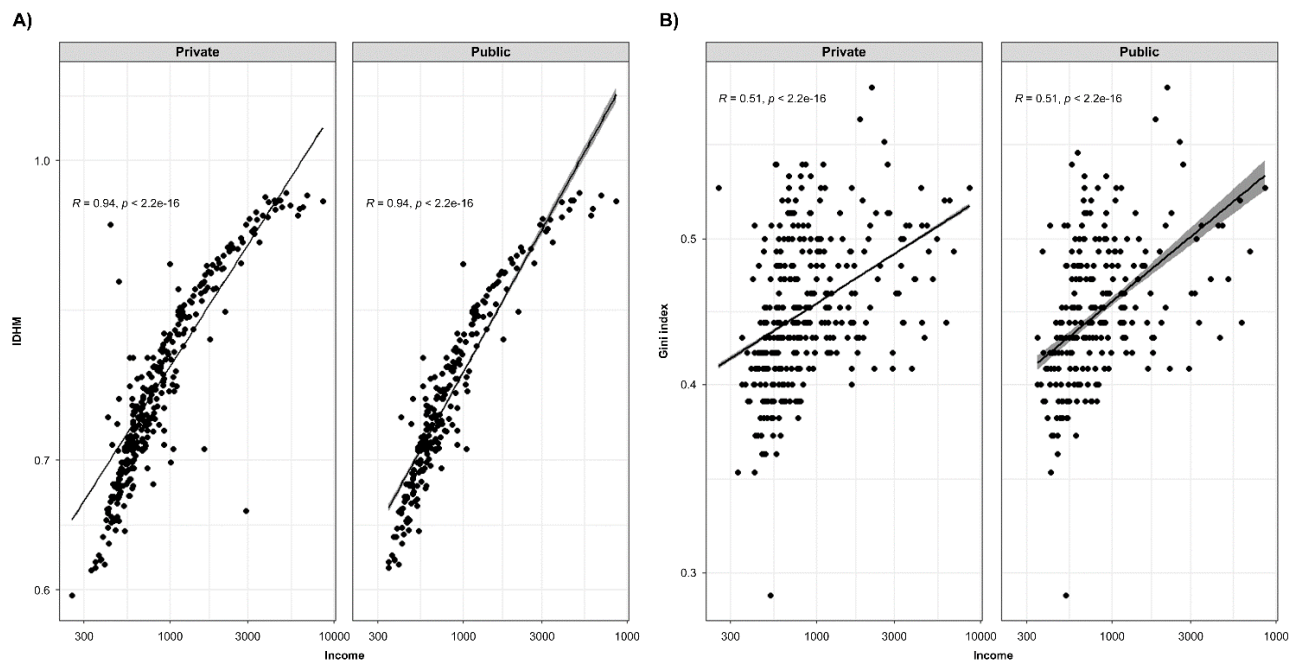 A)
B)
Private
Public
Private
Public
R = 0.94, p < 2.2e-16
R = 0.94, p < 2.2e-16
R = 0.51, p < 2.2e-16
R = 0.51, p < 2.2e-16
IDHM
1.0
0.7
0.6
Gini index
0.5
0.4
0.3
300
1000
3000
10000
300
1000
3000
1000
300
1000
3000
10000
300
1000
3000
1000
Income
Income